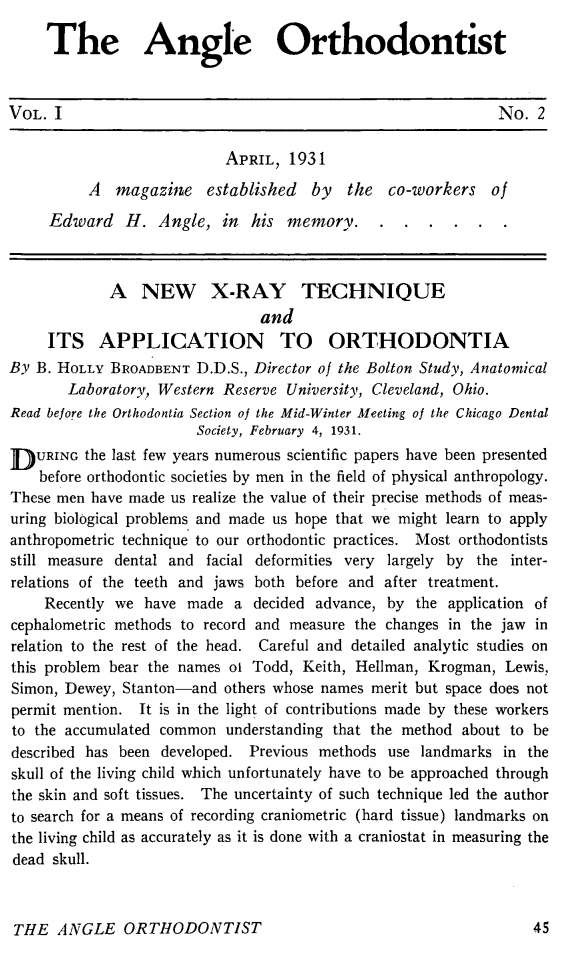 The Angle Orthodontist
VOL. I No. 2
APRIL, 1931
A magazine established by the co-workers of
Edward H. Angle, in his memory. . . . . . .
A NEW X-RAY TECHNIQUE
and
ITS APPLICATION TO ORTHODONTIA
By B. HOLLY BROADBENT D.D.S., Director of the Bolton Study, Anatomical
Laboratory, Western Reserve University, Cleveland, Ohio.
Read before the Orthodontia Section of the Mid-Winter Meeting of the Chicago Dental
Society, February 4, 1931.
DURING the last few years numerous scientific papers have been presented
before orthodontic societies by men in the field of physical anthropology.
These men have made us realize the value of their precise methods of meas-
uring biological problems and made us hope that we might learn to apply
anthropometric technique to our orthodontic practices. Most orthodontists
still measure dental and facial deformities very largely by the inter-
relations of the teeth and jaws both before and after treatment.
Recently we have made a decided advance, by the application of
cephalometric methods to record and measure the changes in the jaw in
relation to the rest of the head. Careful and detailed analytic studies on
this problem bear the names of Todd, Keith, Hellman, Krogman, Lewis,
Simon, Dewey, Stanton—and others whose names merit but space does not
permit mention. It is in the light of contributions made by these workers
to the accumulated common understanding that the method about to be
described has been developed. Previous methods use landmarks in the
skull of the living child which unfortunately have to be approached through
the skin and soft tissues. The uncertainty of such technique led the author
to search for a means of recording craniometric (hard tissue) landmarks on
the living child as accurately as it is done with a craniostat in measuring the
dead skull.
THE ANGLE ORTHODONTIST 45